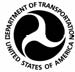 DEPARTMENT OF TRANSPORTATION
UNITED STATES OF AMERICA